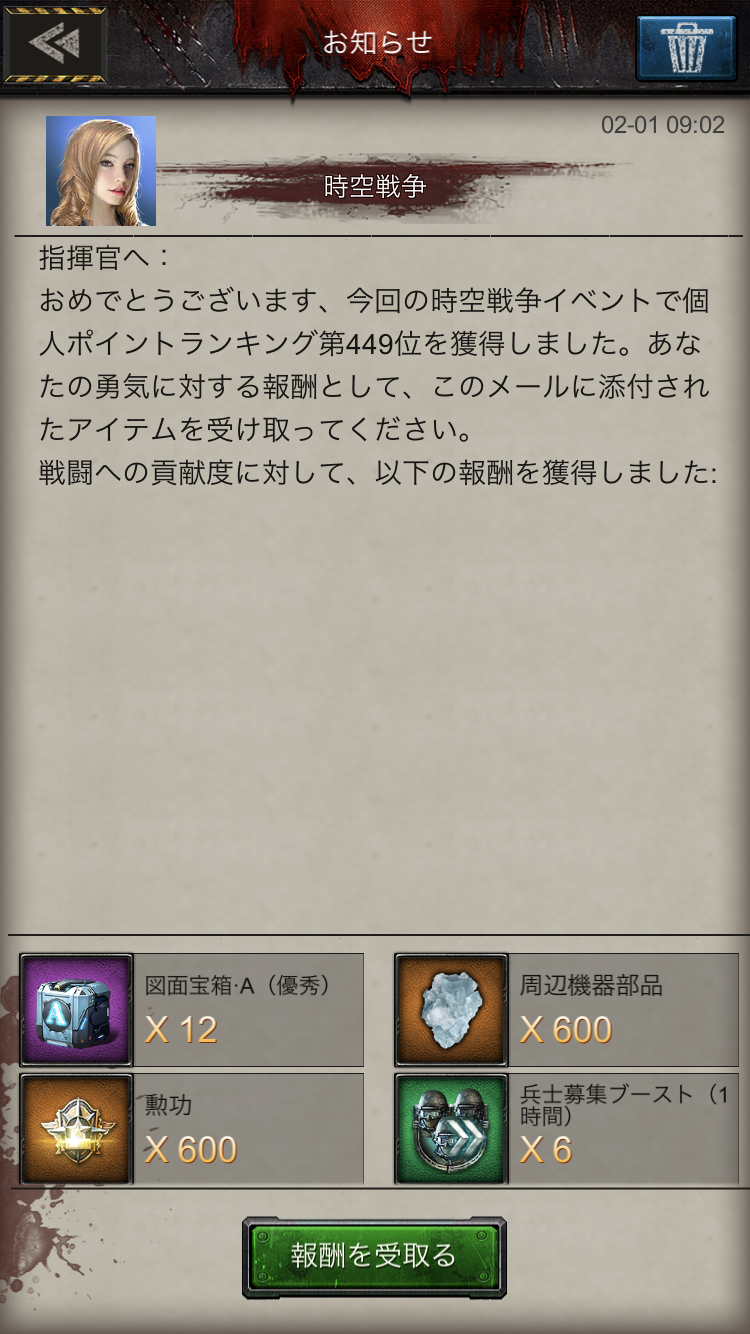 お知らせ
02-01 09:02
時空戦争
指揮官へ：
おめでとうございます、今回の時空戦争イベントで個
人ポイントランキング第449位を獲得しました。あな
たの勇気に対する報酬として、このメールに添付され
たアイテムを受け取ってください。
戦闘への貢献度に対して、以下の報酬を獲得しました:
A
図面宝箱·A（優秀）
X 12
周辺機器部品
X 600
勲功
X 600
兵士募集ブースト（1
時間）
X 6
報酬を受取る